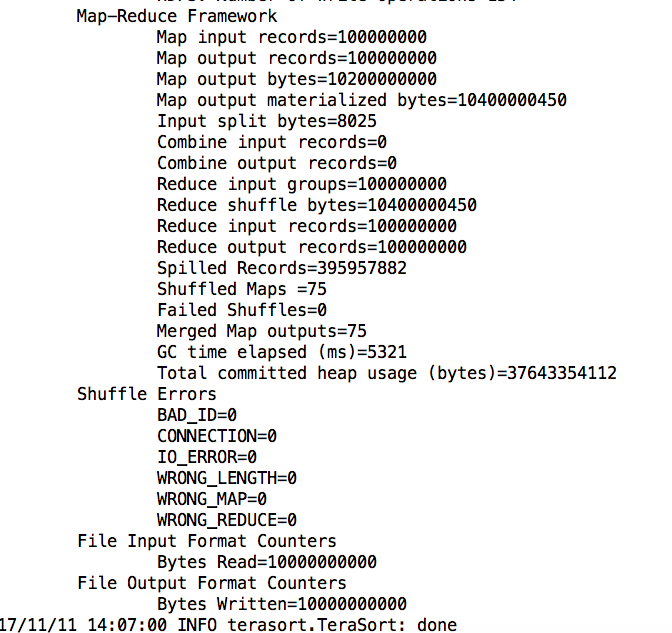 Map-Reduce Framework
Map input records=100000000
Map output records=100000000
Map output bytes=10200000000
Map output materialized bytes=10400000450
Input split bytes=8025
Combine input records=0
Combine output records=0
Reduce input groups=100000000
Reduce shuffle bytes=10400000450
Reduce input records=100000000
Reduce output records=100000000
Spilled Records=395957882
Shuffled Maps =75
Failed Shuffles=0
Merged Map outputs=75
GC time elapsed (ms)=5321
Total committed heap usage (bytes)=37643354112
Shuffle Errors
BAD_ID=0
CONNECTION=0
IO_ERROR=0
WRONG_LENGTH=0
WRONG_MAP=0
WRONG_REDUCE=0
File Input Format Counters
Bytes Read=10000000000
File Output Format Counters
Bytes Written=10000000000
17/11/11 14:07:00 INFO terasort.TeraSort: done